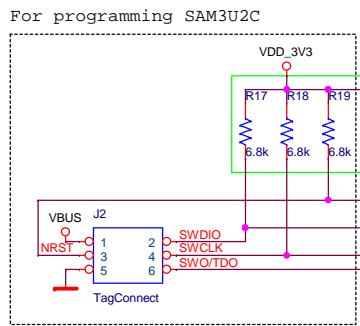 For programming SAM3U2C
VDD_3V3
R17 R18 R19
6.8k 6.8k 6.8k
VBUS J2
SWDIO
1 2
NRST SWCLK
3 4
SWO/TDO
5 6
TagConnect